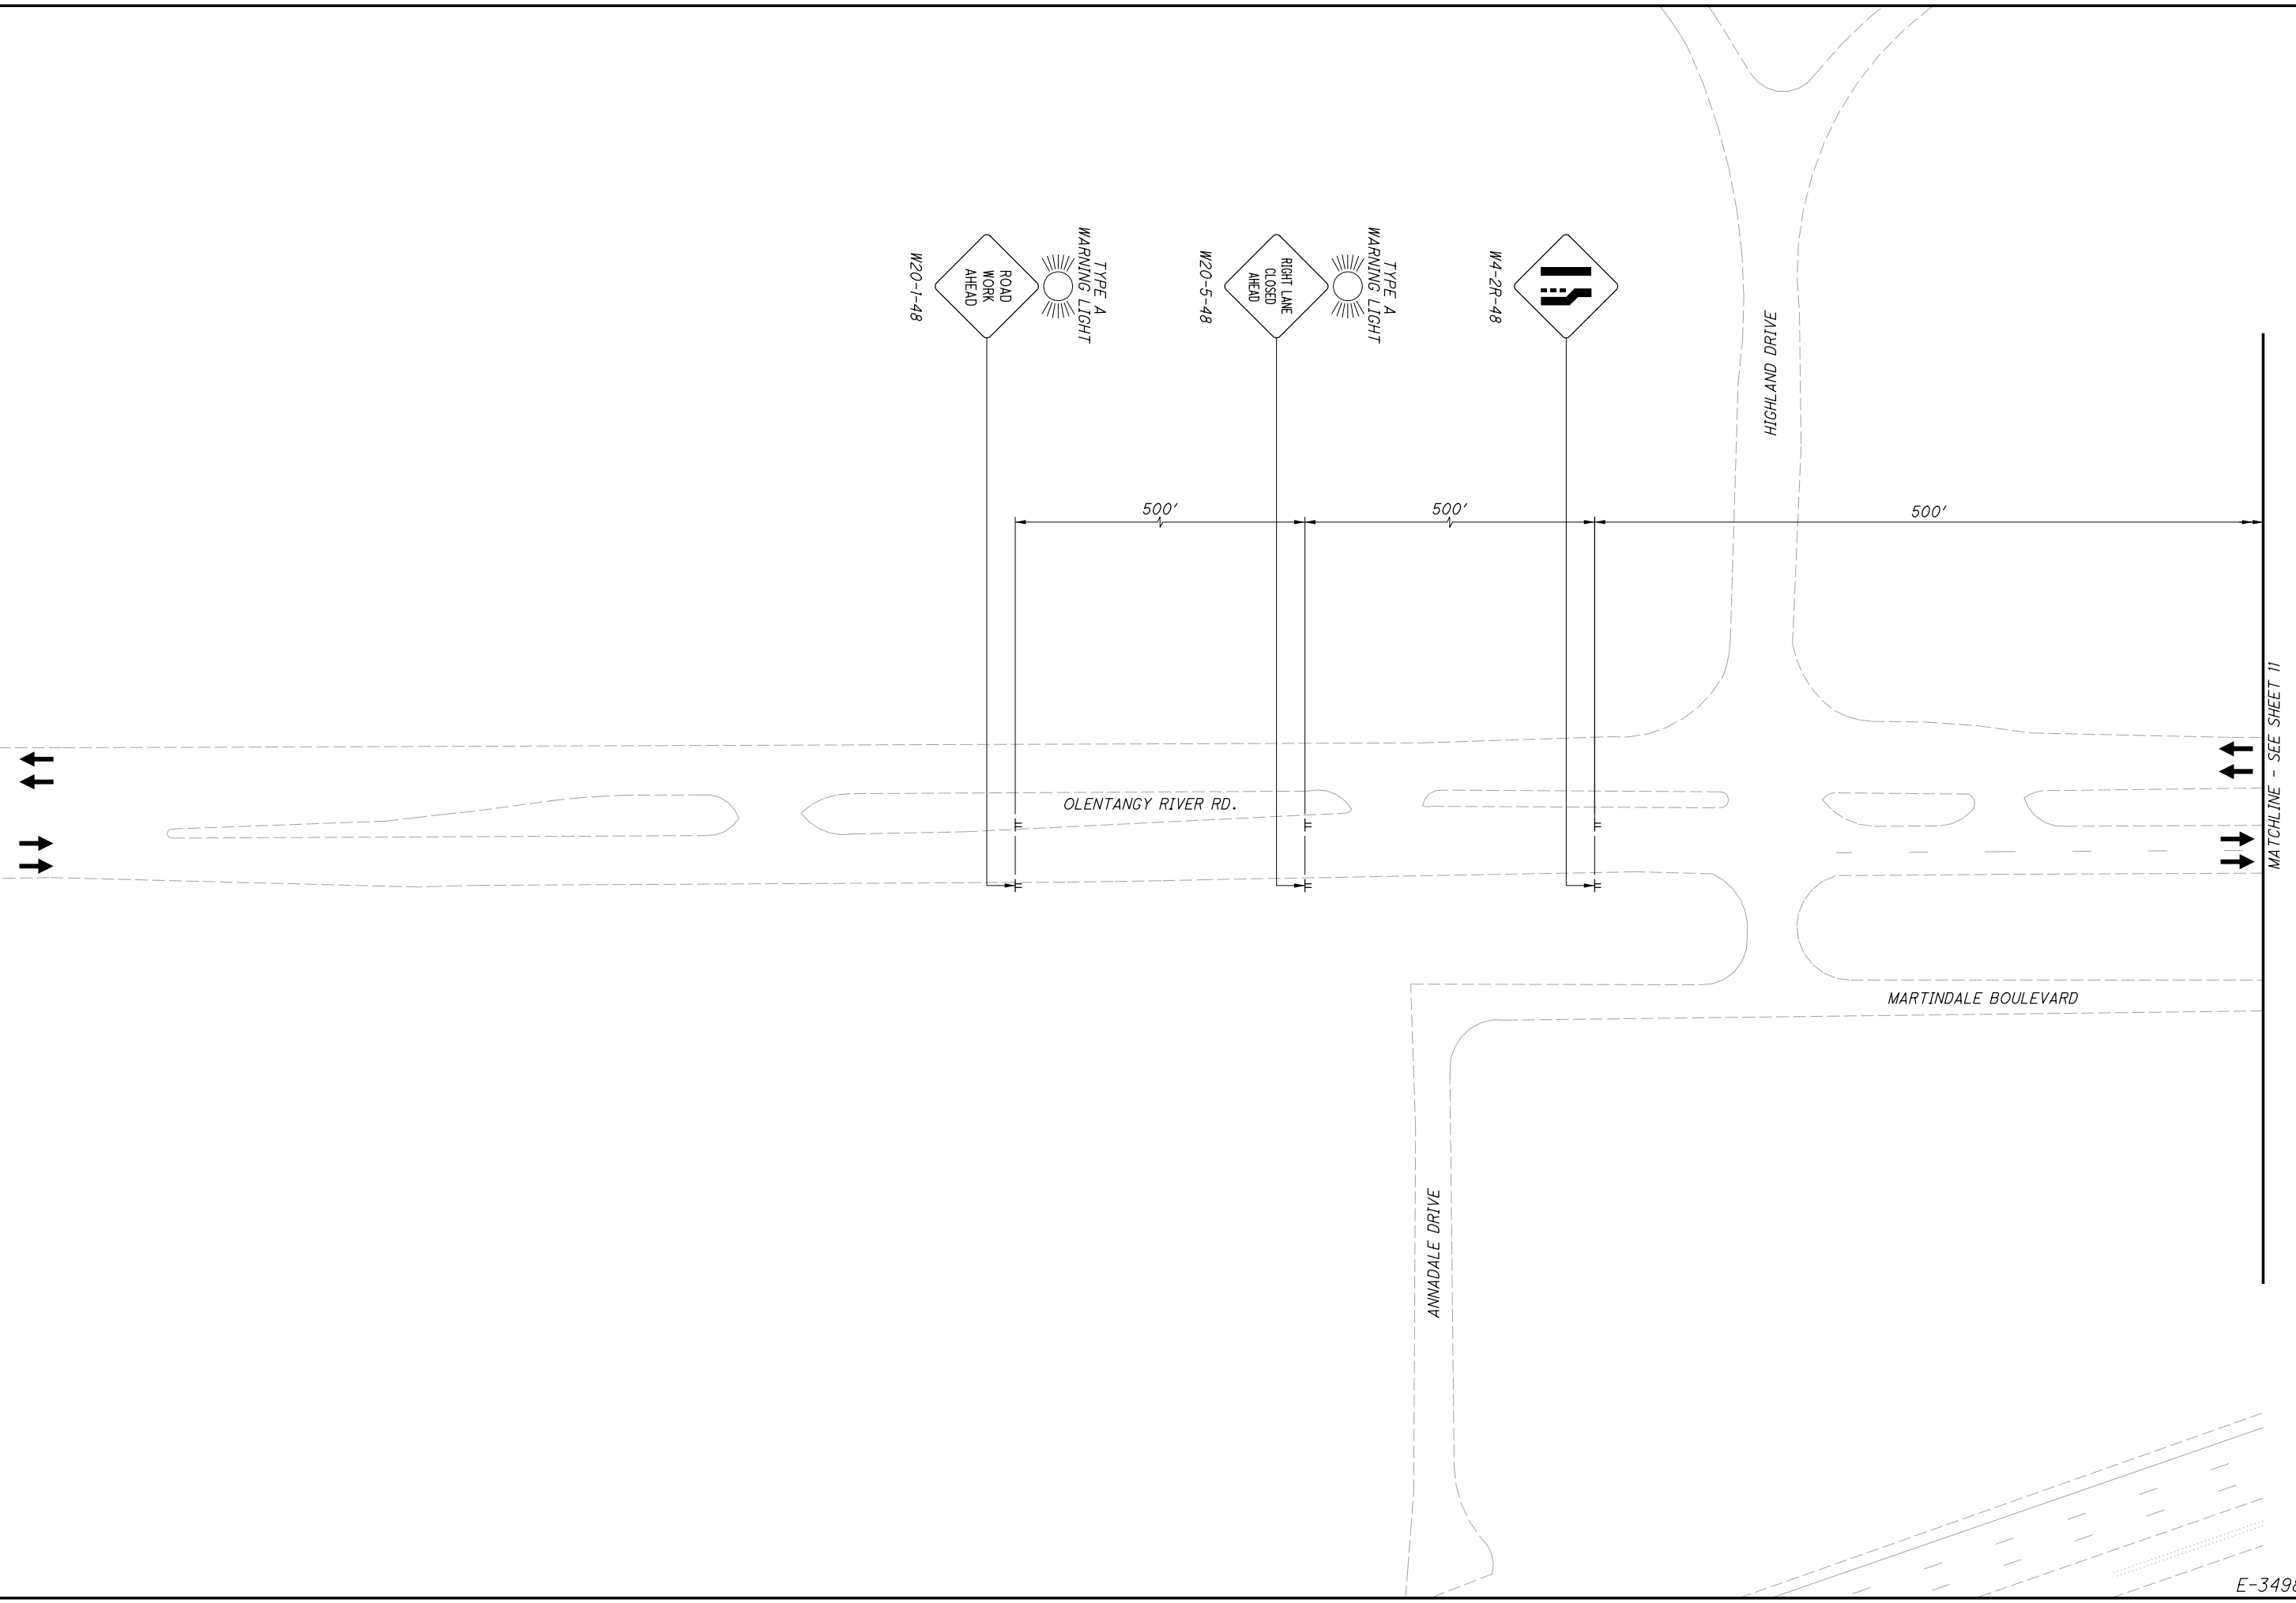 TYPE A
WARNING LIGHT
ROAD
WORK
AHEAD
W20-1-48
TYPE A
WARNING LIGHT
RIGHT LANE
CLOSED
AHEAD
W20-5-48
W4-2R-48
HIGHLAND DRIVE
500'
500'
500'
MATCHLINE - SEE SHEET 11
OLENTANGY RIVER RD.
MARTINDALE BOULEVARD
ANNADALE DRIVE
E-3498